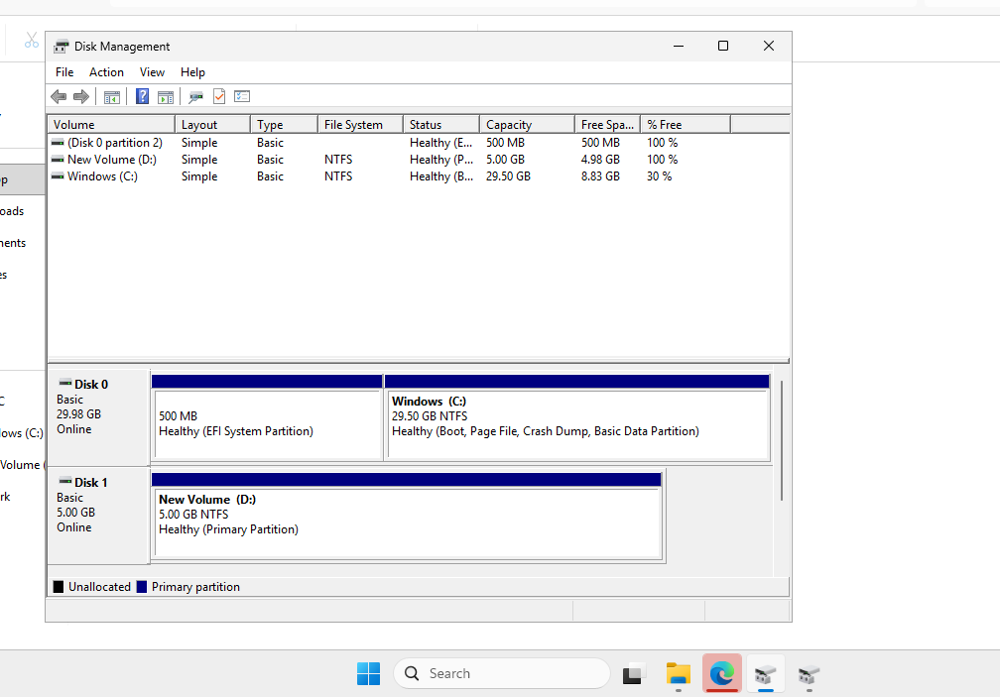 Disk Management
File Action View Help
Volume Layout Type File System Status Capacity Free Spa... % Free
(Disk 0 partition 2) Simple Basic Healthy (E... 500 MB 500 MB 100 %
New Volume (D:) Simple Basic NTFS Healthy (P... 5.00 GB 4.98 GB 100 %
Windows (C:) Simple Basic NTFS Healthy (B... 29.50 GB 8.83 GB 30 %
Disk 0
Basic
29.98 GB
Online
500 MB
Healthy (EFI System Partition)
Windows (C:)
29.50 GB NTFS
Healthy (Boot, Page File, Crash Dump, Basic Data Partition)
Disk 1
Basic
5.00 GB
Online
New Volume (D:)
5.00 GB NTFS
Healthy (Primary Partition)
Unallocated Primary partition
p
oads
nents
es
C
lows (C:)
Volume (
rk
Search